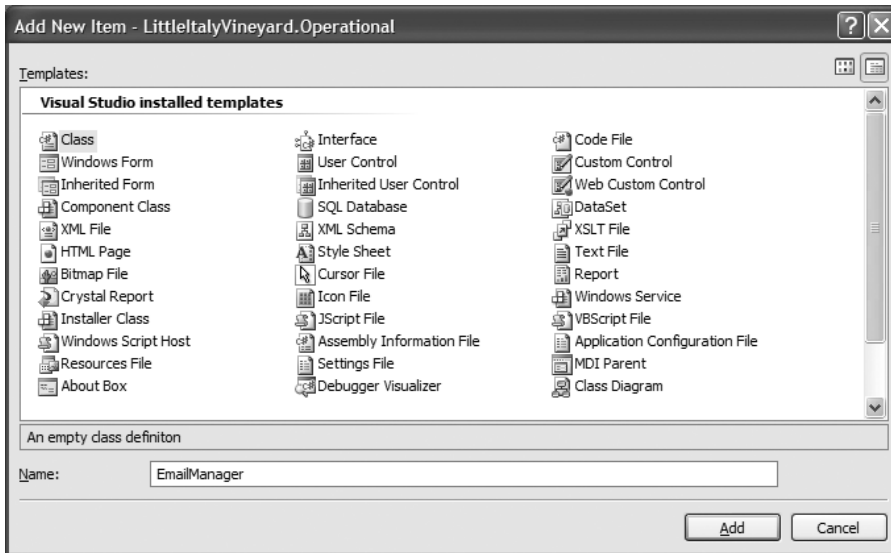 Add New Item - LittleItalyVineyard.Operational
Templates:
Visual Studio installed templates
Class Interface Code File
Windows Form User Control Custom Control
Inherited Form Inherited User Control Web Custom Control
Component Class SQL Database DataSet
XML File XML Schema XSLT File
HTML Page Style Sheet Text File
Bitmap File Cursor File Report
Crystal Report Icon File Windows Service
Installer Class JScript File VBScript File
Windows Script Host Assembly Information File Application Configuration File
Resources File Settings File MDI Parent
About Box Debugger Visualizer Class Diagram
An empty class definiton
Name: EmailManager
Add Cancel